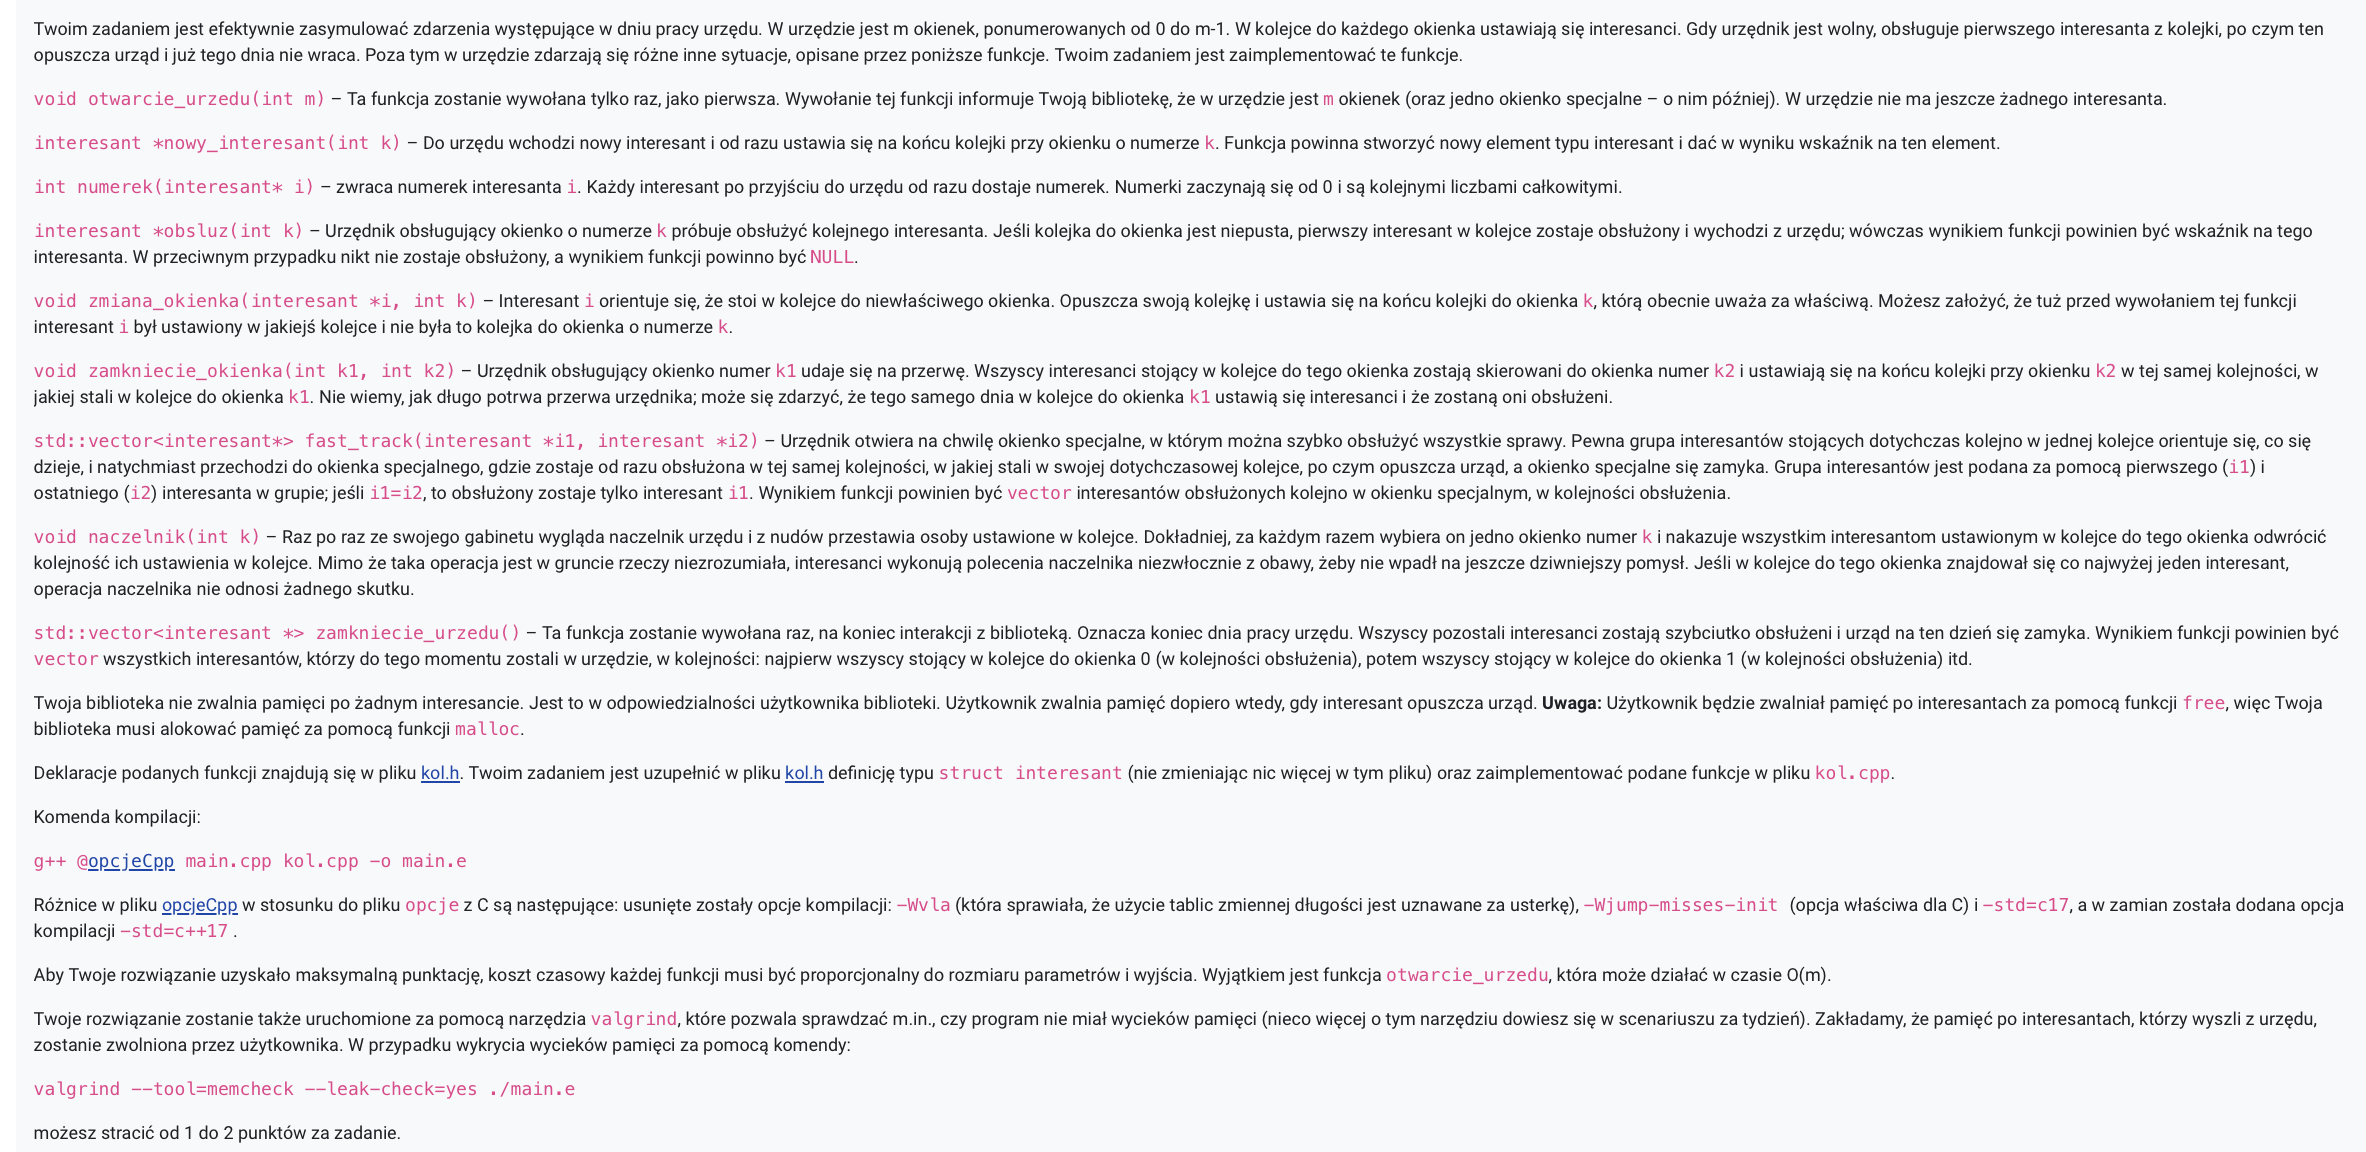 Twoim zadaniem jest efektywnie zasymulować zdarzenia występujące w dniu pracy urzędu. W urzędzie jest m okienek, ponumerowanych od 0 do m-1. W kolejce do każdego okienka ustawiają się interesanci. Gdy urzędnik jest wolny, obsługuje pierwszego interesanta z kolejki, po czym ten
opuszcza urząd i już tego dnia nie wraca. Poza tym w urzędzie zdarzają się różne inne sytuacje, opisane przez poniższe funkcje. Twoim zadaniem jest zaimplementować te funkcje.
void otwarcie_urzedu(int m) – Ta funkcja zostanie wywołana tylko raz, jako pierwsza. Wywołanie tej funkcji informuje Twoją bibliotekę, że w urzędzie jest m okienek (oraz jedno okienko specjalne – o nim później). W urzędzie nie ma jeszcze żadnego interesanta.
interesant *nowy_interesant(int k) – Do urzędu wchodzi nowy interesant i od razu ustawia się na końcu kolejki przy okienku o numerze k. Funkcja powinna stworzyć nowy element typu interesant i dać w wyniku wskaźnik na ten element.
int numerek(interesant* i) – zwraca numerek interesanta i. Każdy interesant po przyjściu do urzędu od razu dostaje numerek. Numerki zaczynają się od 0 i są kolejnymi liczbami całkowitymi.
interesant *obsluz(int k) – Urzędnik obsługujący okienko o numerze k próbuje obsłużyć kolejnego interesanta. Jeśli kolejka do okienka jest niepusta, pierwszy interesant w kolejce zostaje obsłużony i wychodzi z urzędu; wówczas wynikiem funkcji powinien być wskaźnik na tego
interesanta. W przeciwnym przypadku nikt nie zostaje obsłużony, a wynikiem funkcji powinno być NULL.
void zmiana_okienka(interesant *i, int k) – Interesant i orientuje się, że stoi w kolejce do niewłaściwego okienka. Opuszcza swoją kolejkę i ustawia się na końcu kolejki do okienka k, którą obecnie uważa za właściwą. Możesz założyć, że tuż przed wywołaniem tej funkcji
interesant i był ustawiony w jakiejś kolejce i nie była to kolejka do okienka o numerze k.
void zamkniecie_okienka(int k1, int k2) – Urzędnik obsługujący okienko numer k1 udaje się na przerwę. Wszyscy interesanci stojący w kolejce do tego okienka zostają skierowani do okienka numer k2 i ustawiają się na końcu kolejki przy okienku k2 w tej samej kolejności, w
jakiej stali w kolejce do okienka k1. Nie wiemy, jak długo potrwa przerwa urzędnika; może się zdarzyć, że tego samego dnia w kolejce do okienka k1 ustawią się interesanci i że zostaną oni obsłużeni.
std::vector<interesant*> fast_track(interesant *i1, interesant *i2) – Urzędnik otwiera na chwilę okienko specjalne, w którym można szybko obsłużyć wszystkie sprawy. Pewna grupa interesantów stojących dotychczas kolejno w jednej kolejce orientuje się, co się
dzieje, i natychmiast przechodzi do okienka specjalnego, gdzie zostaje od razu obsłużona w tej samej kolejności, w jakiej stali w swojej dotychczasowej kolejce, po czym opuszcza urząd, a okienko specjalne się zamyka. Grupa interesantów jest podana za pomocą pierwszego (i1) i
ostatniego (i2) interesanta w grupie; jeśli i1=i2, to obsłużony zostaje tylko interesant i1. Wynikiem funkcji powinien być vector interesantów obsłużonych kolejno w okienku specjalnym, w kolejności obsłużenia.
void naczelnik(int k) – Raz po raz ze swojego gabinetu wygląda naczelnik urzędu i z nudów przestawia osoby ustawione w kolejce. Dokładniej, za każdym razem wybiera on jedno okienko numer k i nakazuje wszystkim interesantom ustawionym w kolejce do tego okienka odwrócić
kolejność ich ustawienia w kolejce. Mimo że taka operacja jest w gruncie rzeczy niezrozumiała, interesanci wykonują polecenia naczelnika niezwłocznie z obawy, żeby nie wpadł na jeszcze dziwniejszy pomysł. Jeśli w kolejce do tego okienka znajdował się co najwyżej jeden interesant,
operacja naczelnika nie odnosi żadnego skutku.
std::vector<interesant *> zamkniecie_urzedu() – Ta funkcja zostanie wywołana raz, na koniec interakcji z biblioteką. Oznacza koniec dnia pracy urzędu. Wszyscy pozostali interesanci zostają szybciutko obsłużeni i urząd na ten dzień się zamyka. Wynikiem funkcji powinien być
vector wszystkich interesantów, którzy do tego momentu zostali w urzędzie, w kolejności: najpierw wszyscy stojący w kolejce do okienka 0 (w kolejności obsłużenia), potem wszyscy stojący w kolejce do okienka 1 (w kolejności obsłużenia) itd.
Twoja biblioteka nie zwalnia pamięci po żadnym interesancie. Jest to w odpowiedzialności użytkownika biblioteki. Użytkownik zwalnia pamięć dopiero wtedy, gdy interesant opuszcza urząd. Uwaga: Użytkownik będzie zwalniał pamięć po interesantach za pomocą funkcji free, więc Twoja
biblioteka musi alokować pamięć za pomocą funkcji malloc.
Deklaracje podanych funkcji znajdują się w pliku kol.h. Twoim zadaniem jest uzupełnić w pliku kol.h definicję typu struct interesant (nie zmieniając nic więcej w tym pliku) oraz zaimplementować podane funkcje w pliku kol.cpp.
Komenda kompilacji:
g++ @opcjeCpp main.cpp kol.cpp -o main.e
Różnice w pliku opcjeCpp w stosunku do pliku opcje z C są następujące: usunięte zostały opcje kompilacji: -Wvla (która sprawiała, że użycie tablic zmiennej długości jest uznawane za usterkę), -Wjump-misses-init (opcja właściwa dla C) i -std=c17, a w zamian została dodana opcja
kompilacji -std=c++17 .
Aby Twoje rozwiązanie uzyskało maksymalną punktację, koszt czasowy każdej funkcji musi być proporcjonalny do rozmiaru parametrów i wyjścia. Wyjątkiem jest funkcja otwarcie_urzedu, która może działać w czasie O(m).
Twoje rozwiązanie zostanie także uruchomione za pomocą narzędzia valgrind, które pozwala sprawdzać m.in., czy program nie miał wycieków pamięci (nieco więcej o tym narzędziu dowiesz się w scenariuszu za tydzień). Zakładamy, że pamięć po interesantach, którzy wyszli z urzędu,
zostanie zwolniona przez użytkownika. W przypadku wykrycia wycieków pamięci za pomocą komendy:
valgrind --tool=memcheck --leak-check=yes ./main.e
możesz stracić od 1 do 2 punktów za zadanie.